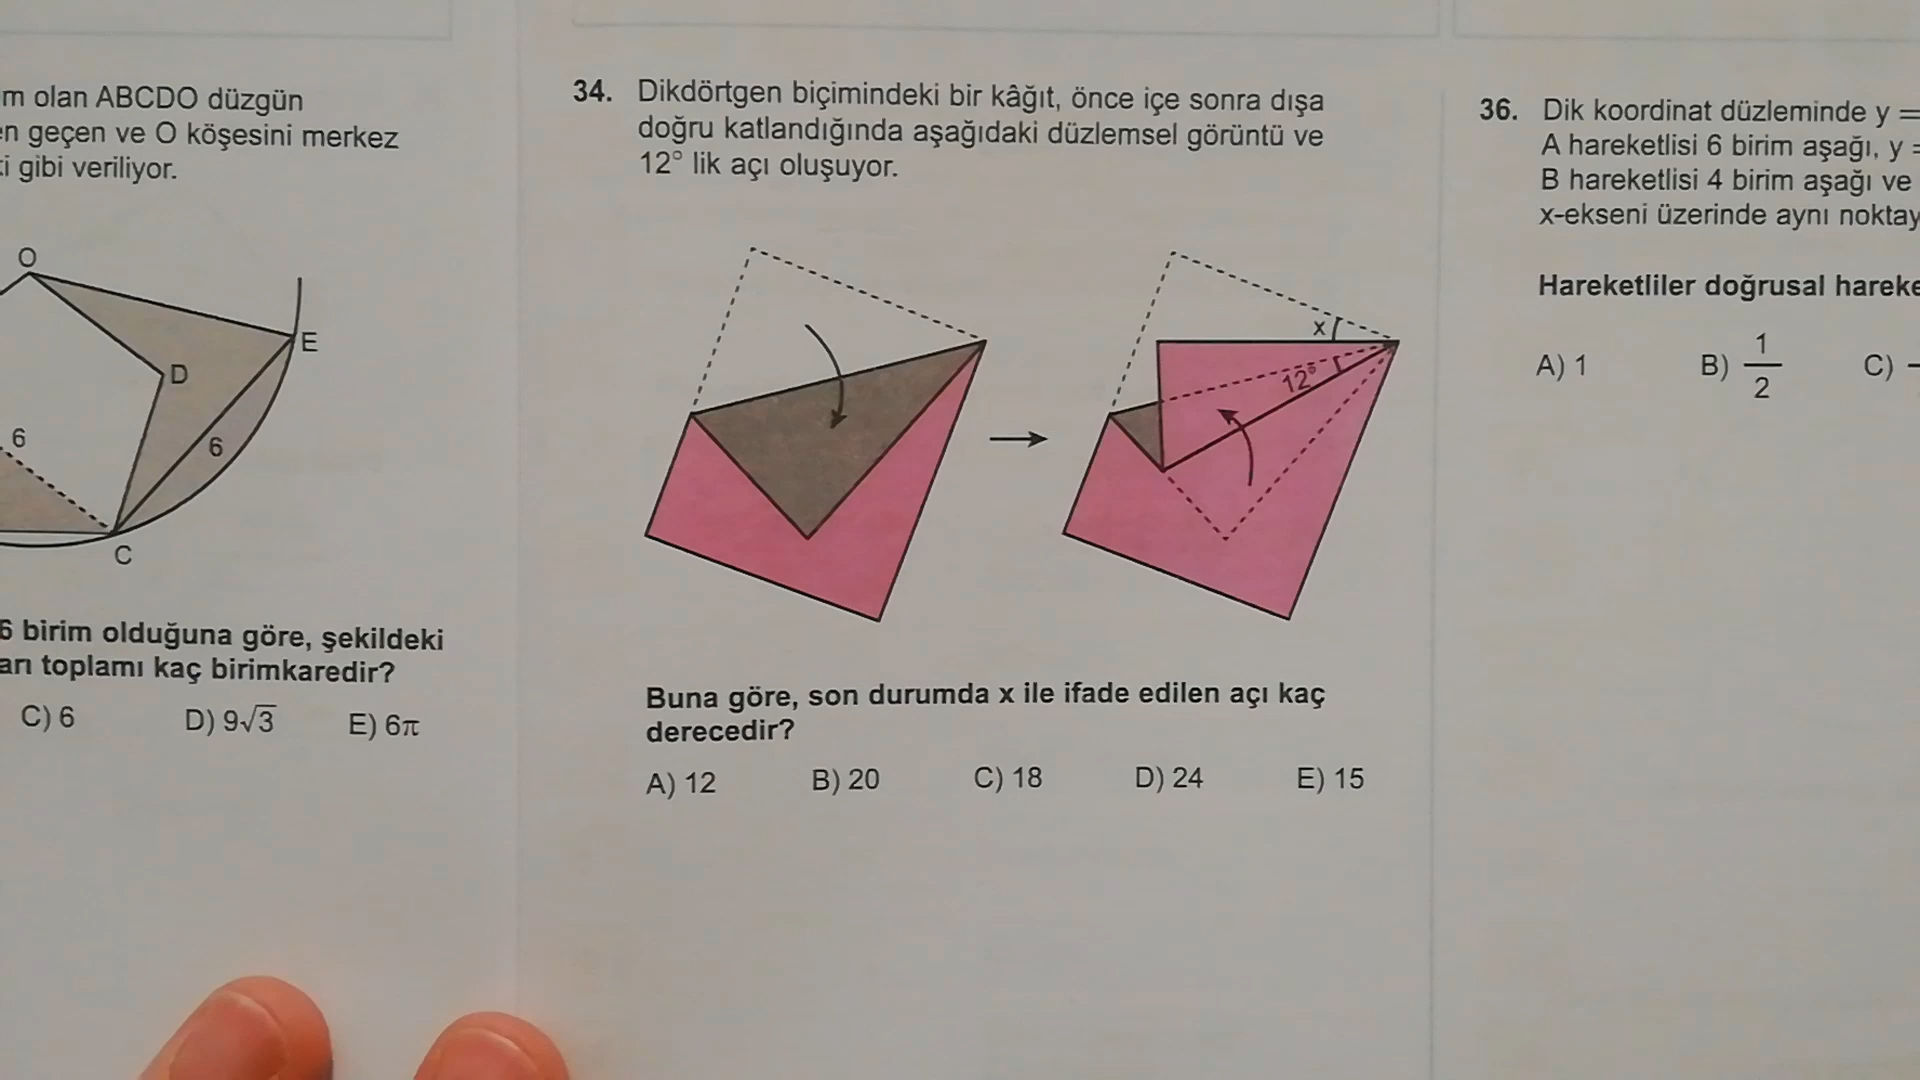 m olan ABCDO düzgün
en geçen ve O köşesini merkez
ki gibi veriliyor.
O
E
D
6
6
C
6 birim olduğuna göre, şekildeki
arı toplamı kaç birimkaredir?
C) 6 D) 9√3 E) 6π
34. Dikdörtgen biçimindeki bir kâğıt, önce içe sonra dışa
doğru katlandığında aşağıdaki düzlemsel görüntü ve
12° lik açı oluşuyor.
x
12°
Buna göre, son durumda x ile ifade edilen açı kaç
derecedir?
A) 12 B) 20 C) 18 D) 24 E) 15
36. Dik koordinat düzleminde y =
A hareketlisi 6 birim aşağı, y =
B hareketlisi 4 birim aşağı ve
x-ekseni üzerinde aynı noktay
Hareketliler doğrusal hareke
A) 1 B) 1/2 C)